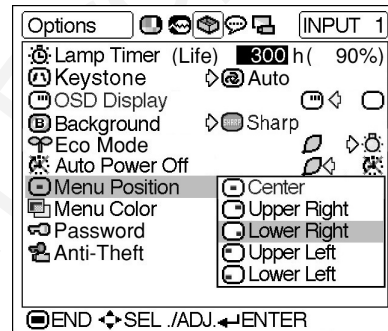 Options INPUT 1
Lamp Timer (Life) 300 h( 90%)
Keystone Auto
OSD Display
Background Sharp
Eco Mode
Auto Power Off
Menu Position Center
Menu Color Upper Right
Password Lower Right
Anti-Theft Upper Left
Lower Left
END SEL ./ADJ. ENTER